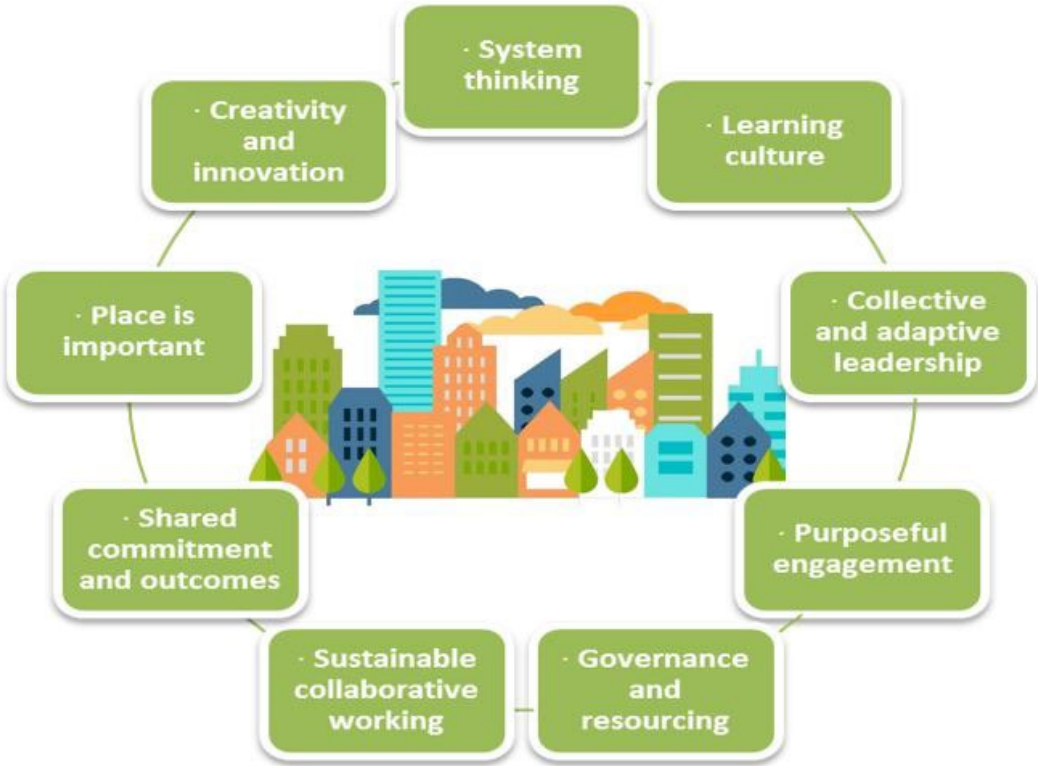 · System
thinking
· Learning
culture
· Collective
and adaptive
leadership
· Purposeful
engagement
· Governance
and
resourcing
· Sustainable
collaborative
working
· Shared
commitment
and outcomes
· Place is
important
· Creativity
and
innovation